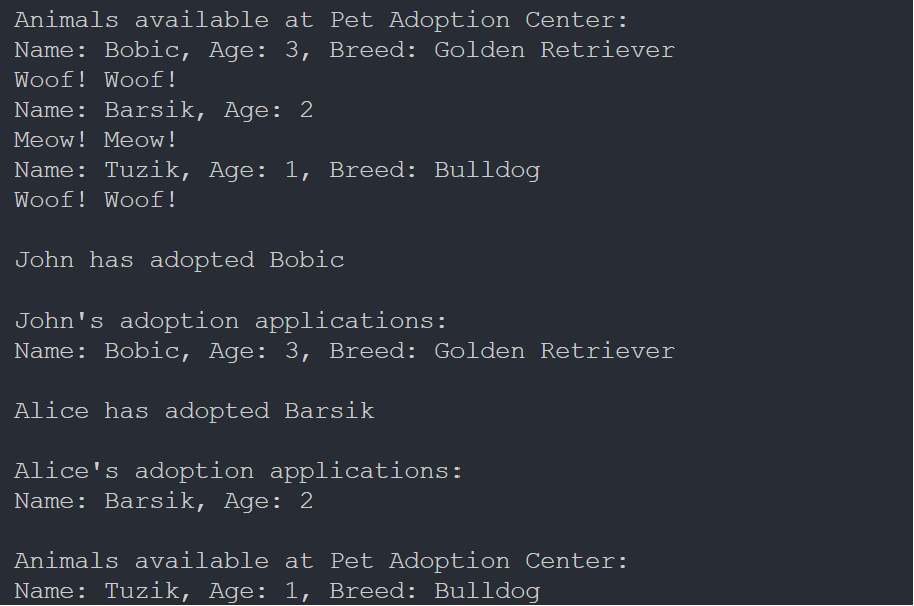 Animals available at Pet Adoption Center:
Name: Bobic, Age: 3, Breed: Golden Retriever
Woof! Woof!
Name: Barsik, Age: 2
Meow! Meow!
Name: Tuzik, Age: 1, Breed: Bulldog
Woof! Woof!
John has adopted Bobic
John's adoption applications:
Name: Bobic, Age: 3, Breed: Golden Retriever
Alice has adopted Barsik
Alice's adoption applications:
Name: Barsik, Age: 2
Animals available at Pet Adoption Center:
Name: Tuzik, Age: 1, Breed: Bulldog